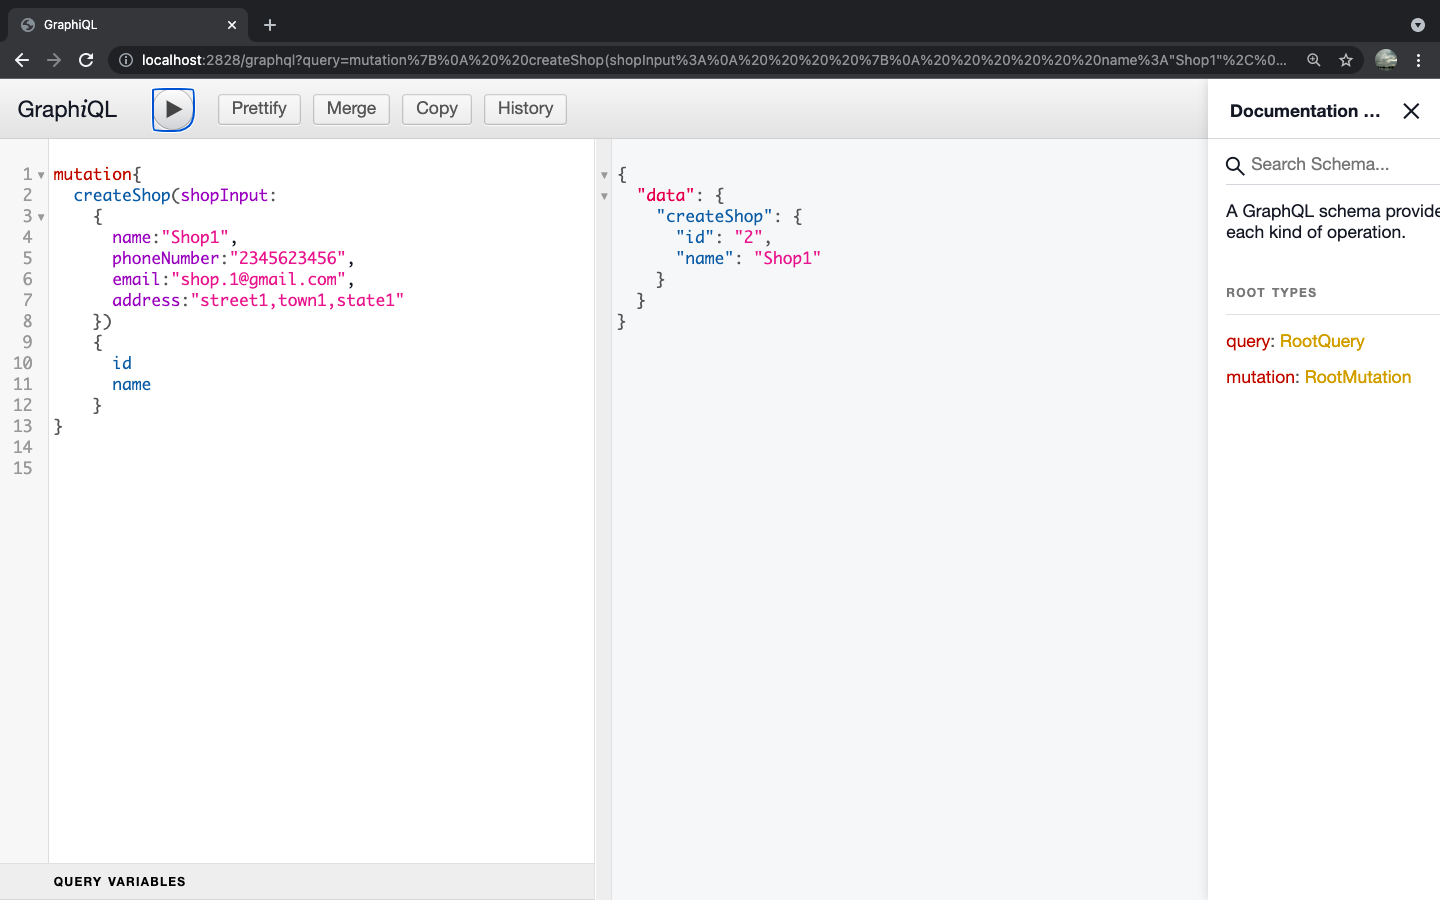 GraphiQL
localhost:2828/graphql?query=mutation%7B%0A%20%20createShop(shopInput%3A%0A%20%20%20%20%7B%0A%20%20%20%20%20%20name%3A"Shop1"%2C%0...
GraphiQL
Prettify
Merge
Copy
History
Documentation ...
1 mutation{
2 createShop(shopInput:
3 {
4 name:"Shop1",
5 phoneNumber:"2345623456",
6 email:"shop.1@gmail.com",
7 address:"street1,town1,state1"
8 })
9 {
10 id
11 name
12 }
13 }
14
15
{
"data": {
"createShop": {
"id": "2",
"name": "Shop1"
}
}
}
Search Schema...
A GraphQL schema provide
each kind of operation.
ROOT TYPES
query: RootQuery
mutation: RootMutation
QUERY VARIABLES